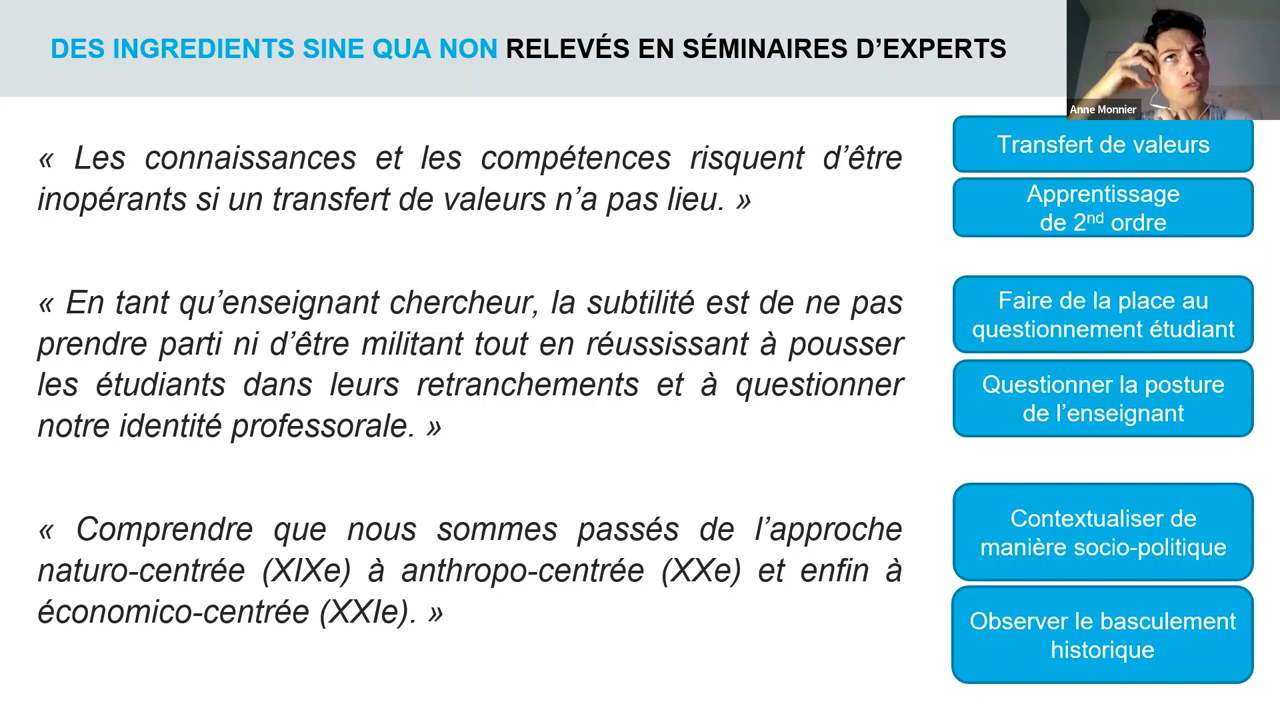 DES INGREDIENTS SINE QUA NON RELEVÉS EN SÉMINAIRES D’EXPERTS
Anne Monnier
« Les connaissances et les compétences risquent d’être
inopérants si un transfert de valeurs n’a pas lieu. »
Transfert de valeurs
Apprentissage
de 2nd ordre
« En tant qu’enseignant chercheur, la subtilité est de ne pas
prendre parti ni d’être militant tout en réussissant à pousser
les étudiants dans leurs retranchements et à questionner
notre identité professorale. »
Faire de la place au
questionnement étudiant
Questionner la posture
de l’enseignant
« Comprendre que nous sommes passés de l’approche
naturo-centrée (XIXe) à anthropo-centrée (XXe) et enfin à
économico-centrée (XXIe). »
Contextualiser de
manière socio-politique
Observer le basculement
historique